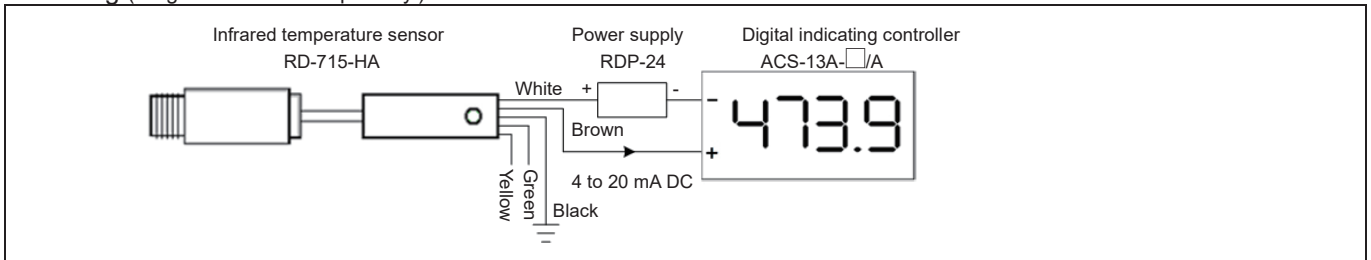 Infrared temperature sensor
RD-715-HA
Power supply
RDP-24
Digital indicating controller
ACS-13A-□/A
White
+
-
-
473.9
Brown
+
4 to 20 mA DC
Yellow
Green
Black